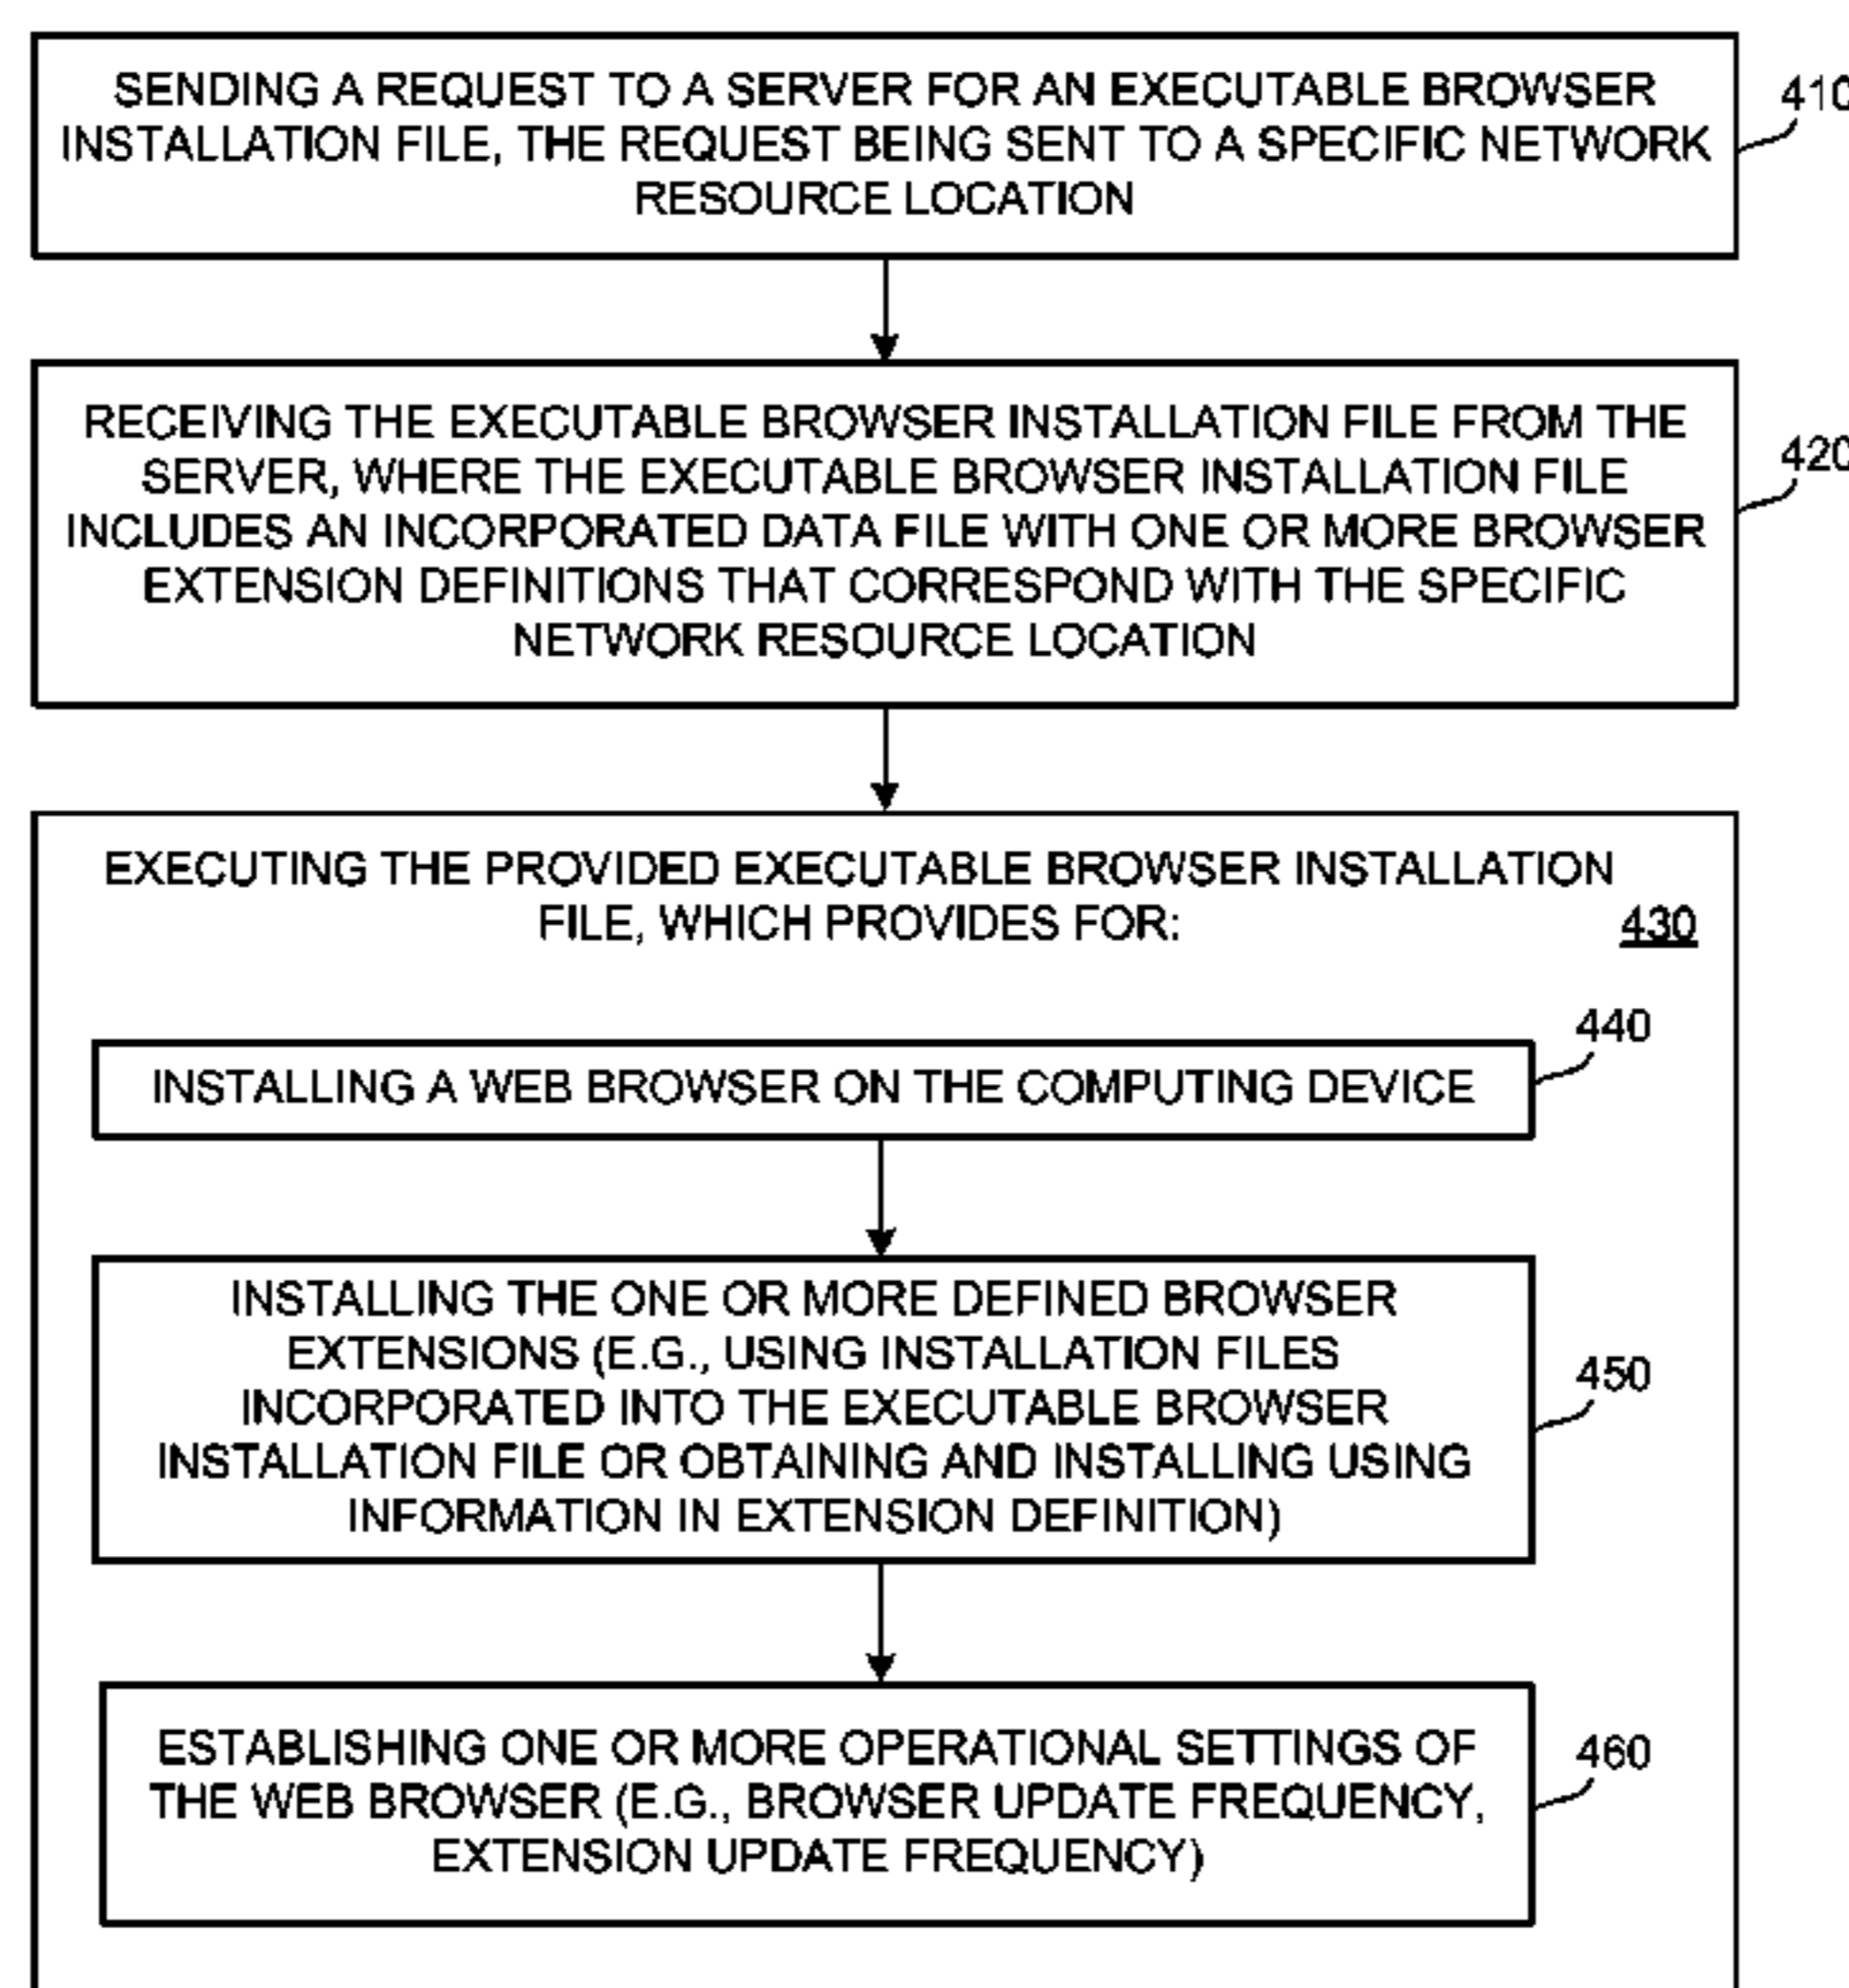 SENDING A REQUEST TO A SERVER FOR AN EXECUTABLE BROWSER
INSTALLATION FILE, THE REQUEST BEING SENT TO A SPECIFIC NETWORK
RESOURCE LOCATION
410
RECEIVING THE EXECUTABLE BROWSER INSTALLATION FILE FROM THE
SERVER, WHERE THE EXECUTABLE BROWSER INSTALLATION FILE
INCLUDES AN INCORPORATED DATA FILE WITH ONE OR MORE BROWSER
EXTENSION DEFINITIONS THAT CORRESPOND WITH THE SPECIFIC
NETWORK RESOURCE LOCATION
420
EXECUTING THE PROVIDED EXECUTABLE BROWSER INSTALLATION
FILE, WHICH PROVIDES FOR:
430
INSTALLING A WEB BROWSER ON THE COMPUTING DEVICE
440
INSTALLING THE ONE OR MORE DEFINED BROWSER
EXTENSIONS (E.G., USING INSTALLATION FILES
INCORPORATED INTO THE EXECUTABLE BROWSER
INSTALLATION FILE OR OBTAINING AND INSTALLING USING
INFORMATION IN EXTENSION DEFINITION)
450
ESTABLISHING ONE OR MORE OPERATIONAL SETTINGS OF
THE WEB BROWSER (E.G., BROWSER UPDATE FREQUENCY,
EXTENSION UPDATE FREQUENCY)
460